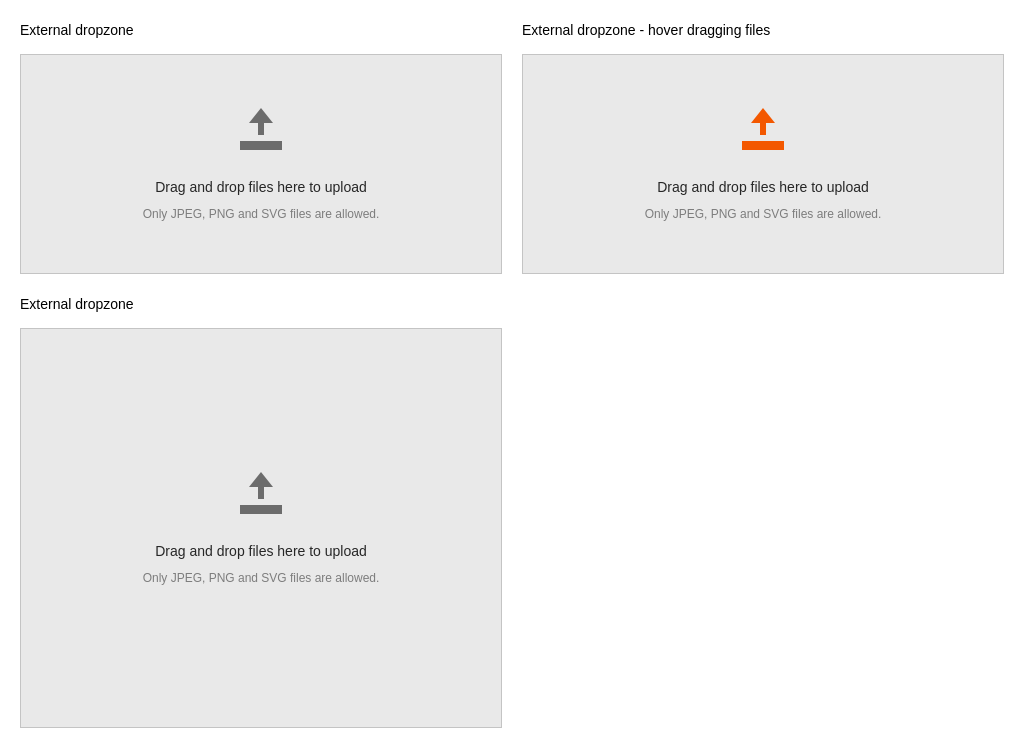 External dropzone
Drag and drop files here to upload
Only JPEG, PNG and SVG files are allowed.
External dropzone - hover dragging files
Drag and drop files here to upload
Only JPEG, PNG and SVG files are allowed.
External dropzone
Drag and drop files here to upload
Only JPEG, PNG and SVG files are allowed.